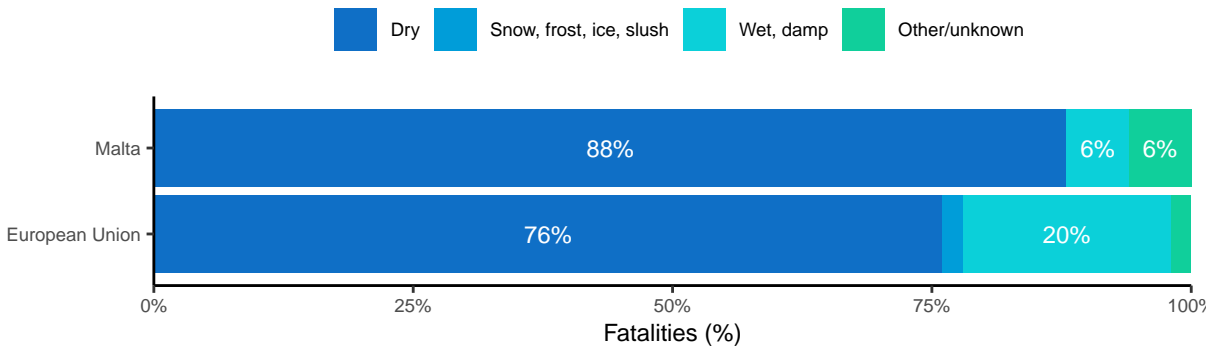 Dry Snow, frost, ice, slush Wet, damp Other/unknown
Malta 88% 6% 6%
European Union 76% 20%
0% 25% 50% 75% 100%
Fatalities (%)